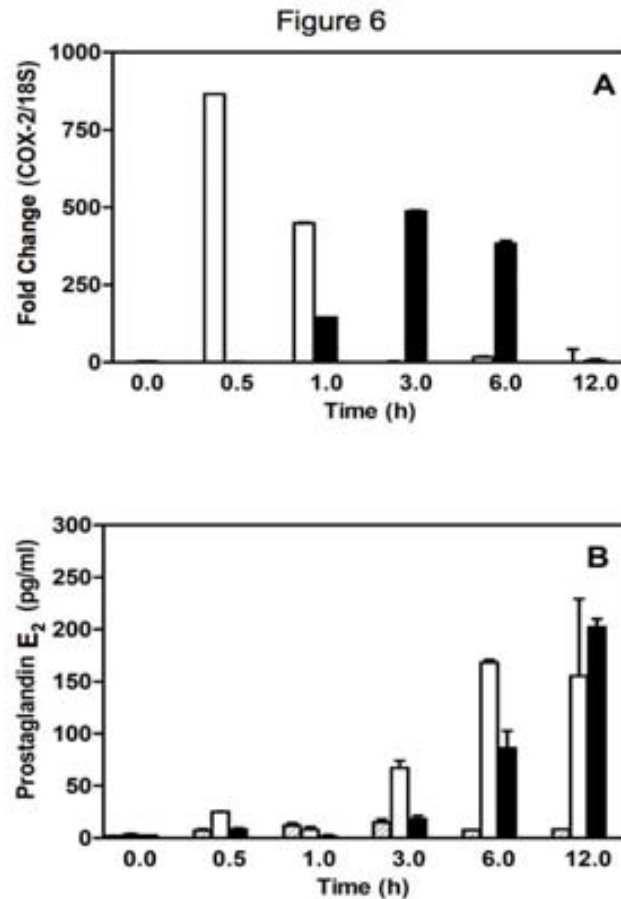 Figure 6
A
Fold Change (COX-2/18S)
1000
750
500
250
0
0.0 0.5 1.0 3.0 6.0 12.0
Time (h)
B
Prostaglandin E₂ (pg/ml)
300
250
200
150
100
50
0
0.0 0.5 1.0 3.0 6.0 12.0
Time (h)